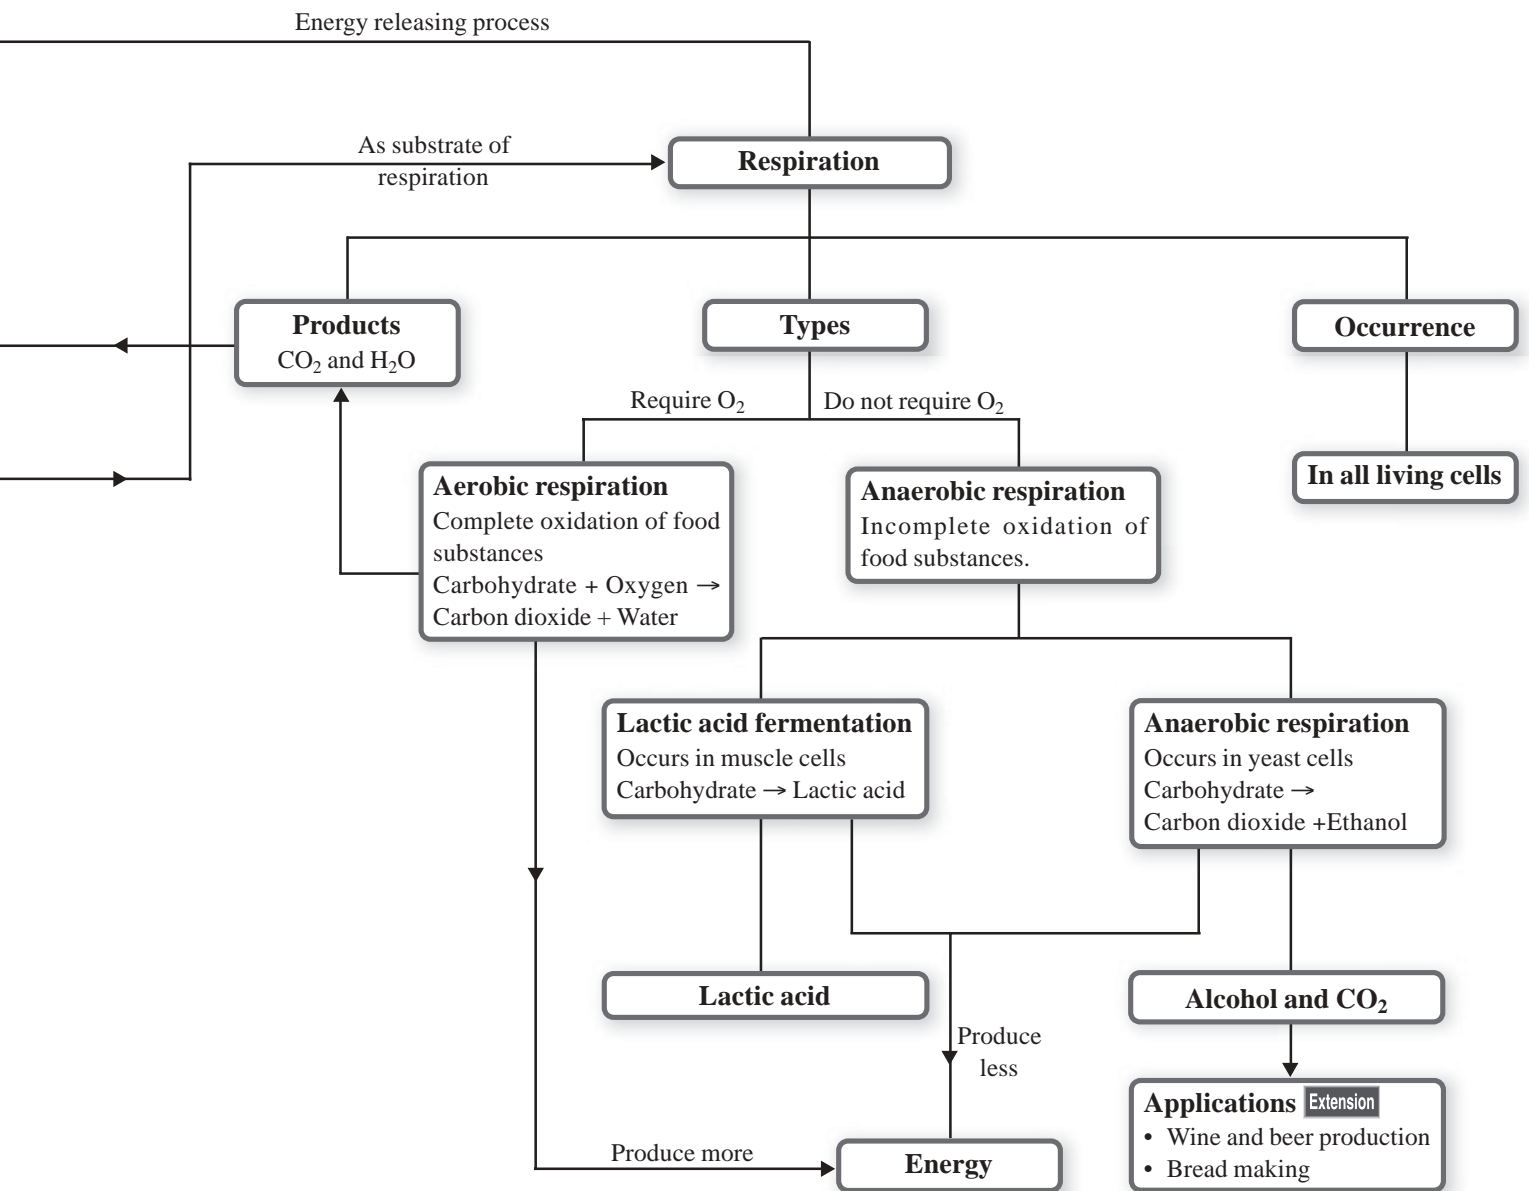 Energy releasing process
As substrate of
respiration
Respiration
Products
CO₂ and H₂O
Types
Occurrence
Require O₂
Do not require O₂
In all living cells
Aerobic respiration
Complete oxidation of food
substances
Carbohydrate + Oxygen →
Carbon dioxide + Water
Anaerobic respiration
Incomplete oxidation of
food substances.
Lactic acid fermentation
Occurs in muscle cells
Carbohydrate → Lactic acid
Anaerobic respiration
Occurs in yeast cells
Carbohydrate →
Carbon dioxide +Ethanol
Lactic acid
Alcohol and CO₂
Produce
less
Applications Extension
• Wine and beer production
• Bread making
Produce more
Energy